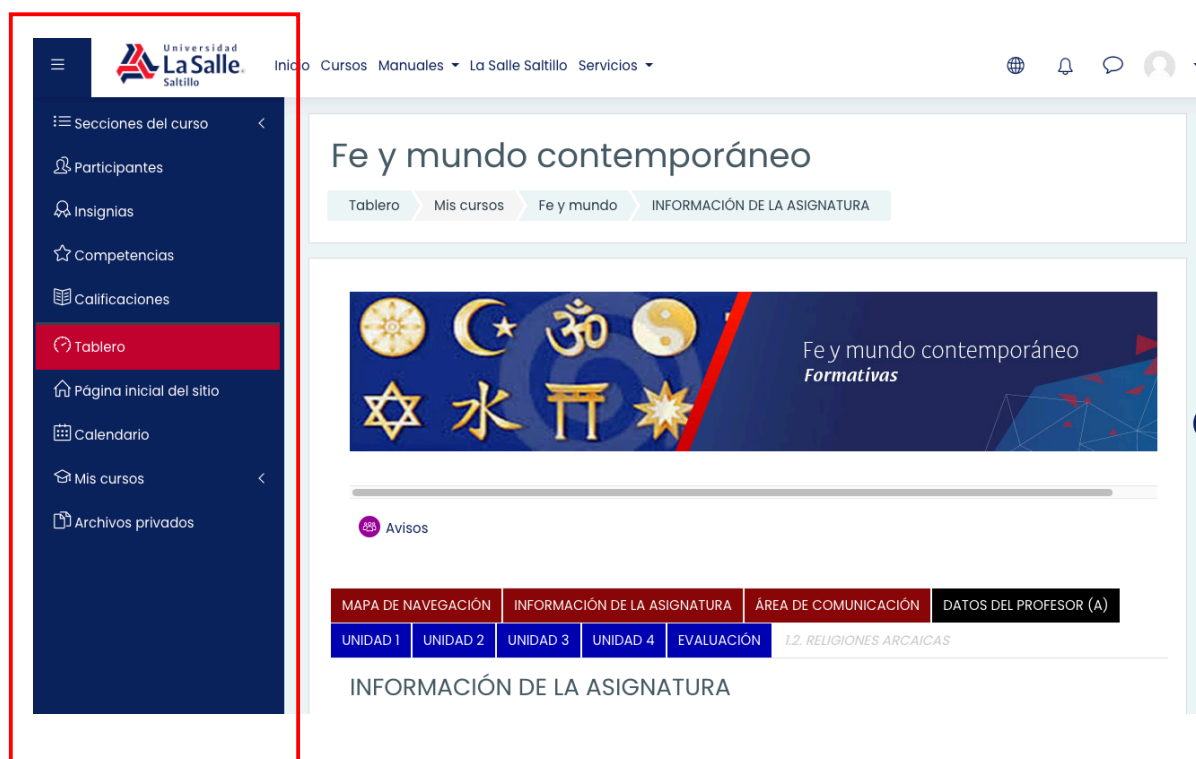 Universidad
La Salle®
Saltillo
Inicio Cursos Manuales La Salle Saltillo Servicios
Secciones del curso
Participantes
Insignias
Competencias
Calificaciones
Tablero
Página inicial del sitio
Calendario
Mis cursos
Archivos privados
Fe y mundo contemporáneo
Tablero Mis cursos Fe y mundo INFORMACIÓN DE LA ASIGNATURA
ॐ
水
Fe y mundo contemporáneo
Formativas
Avisos
MAPA DE NAVEGACIÓN INFORMACIÓN DE LA ASIGNATURA ÁREA DE COMUNICACIÓN DATOS DEL PROFESOR (A)
UNIDAD 1 UNIDAD 2 UNIDAD 3 UNIDAD 4 EVALUACIÓN 1.2. RELIGIONES ARCAICAS
INFORMACIÓN DE LA ASIGNATURA